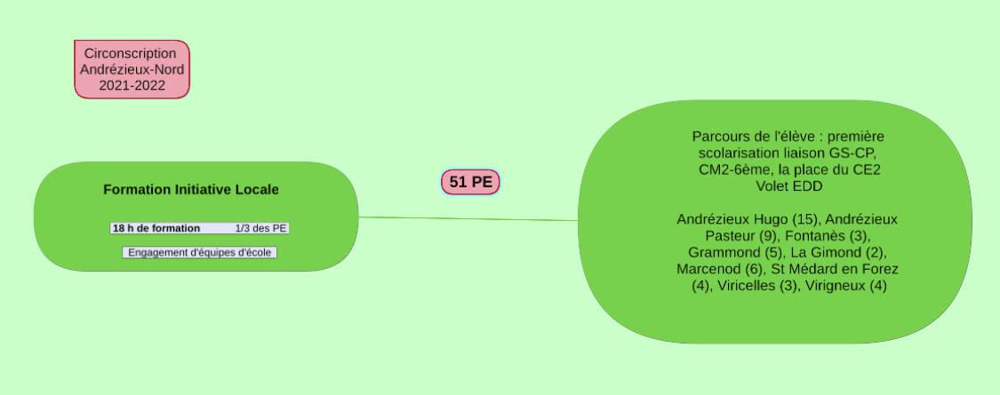 Circonscription
Andrézieux-Nord
2021-2022
Formation Initiative Locale
18 h de formation 1/3 des PE
Engagement d'équipes d'école
51 PE
Parcours de l'élève : première
scolarisation liaison GS-CP,
CM2-6ème, la place du CE2
Volet EDD
Andrézieux Hugo (15), Andrézieux
Pasteur (9), Fontanès (3),
Grammond (5), La Gimond (2),
Marcenod (6), St Médard en Forez
(4), Viricelles (3), Virigneux (4)